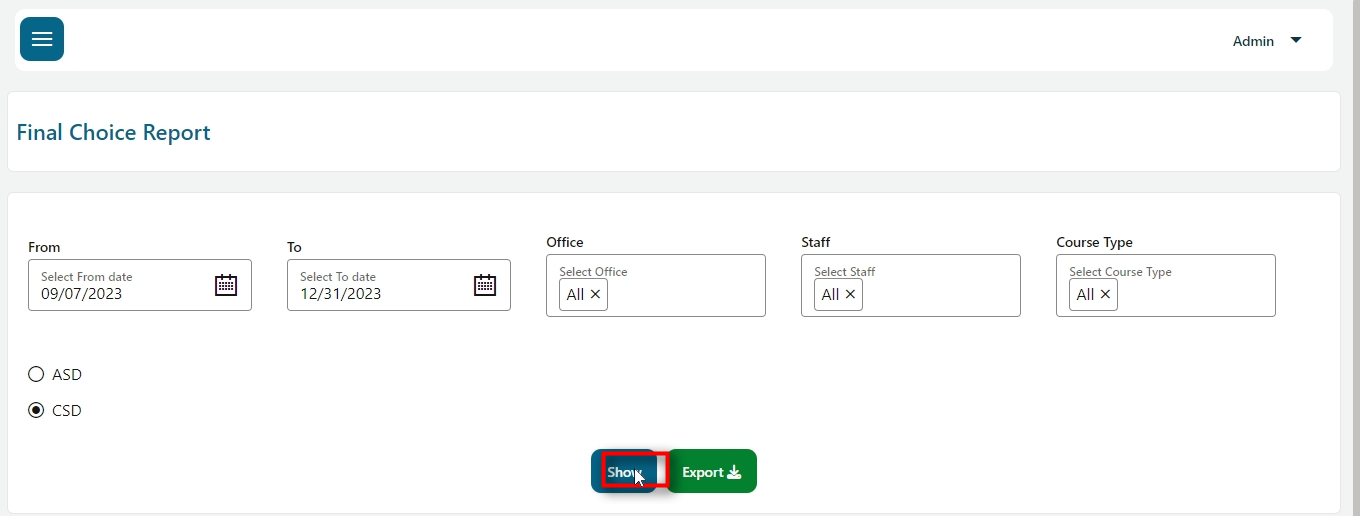 Admin
Final Choice Report
From
To
Office
Staff
Course Type
Select From date
09/07/2023
Select To date
12/31/2023
Select Office
All ×
Select Staff
All ×
Select Course Type
All ×
ASD
CSD
Show
Export